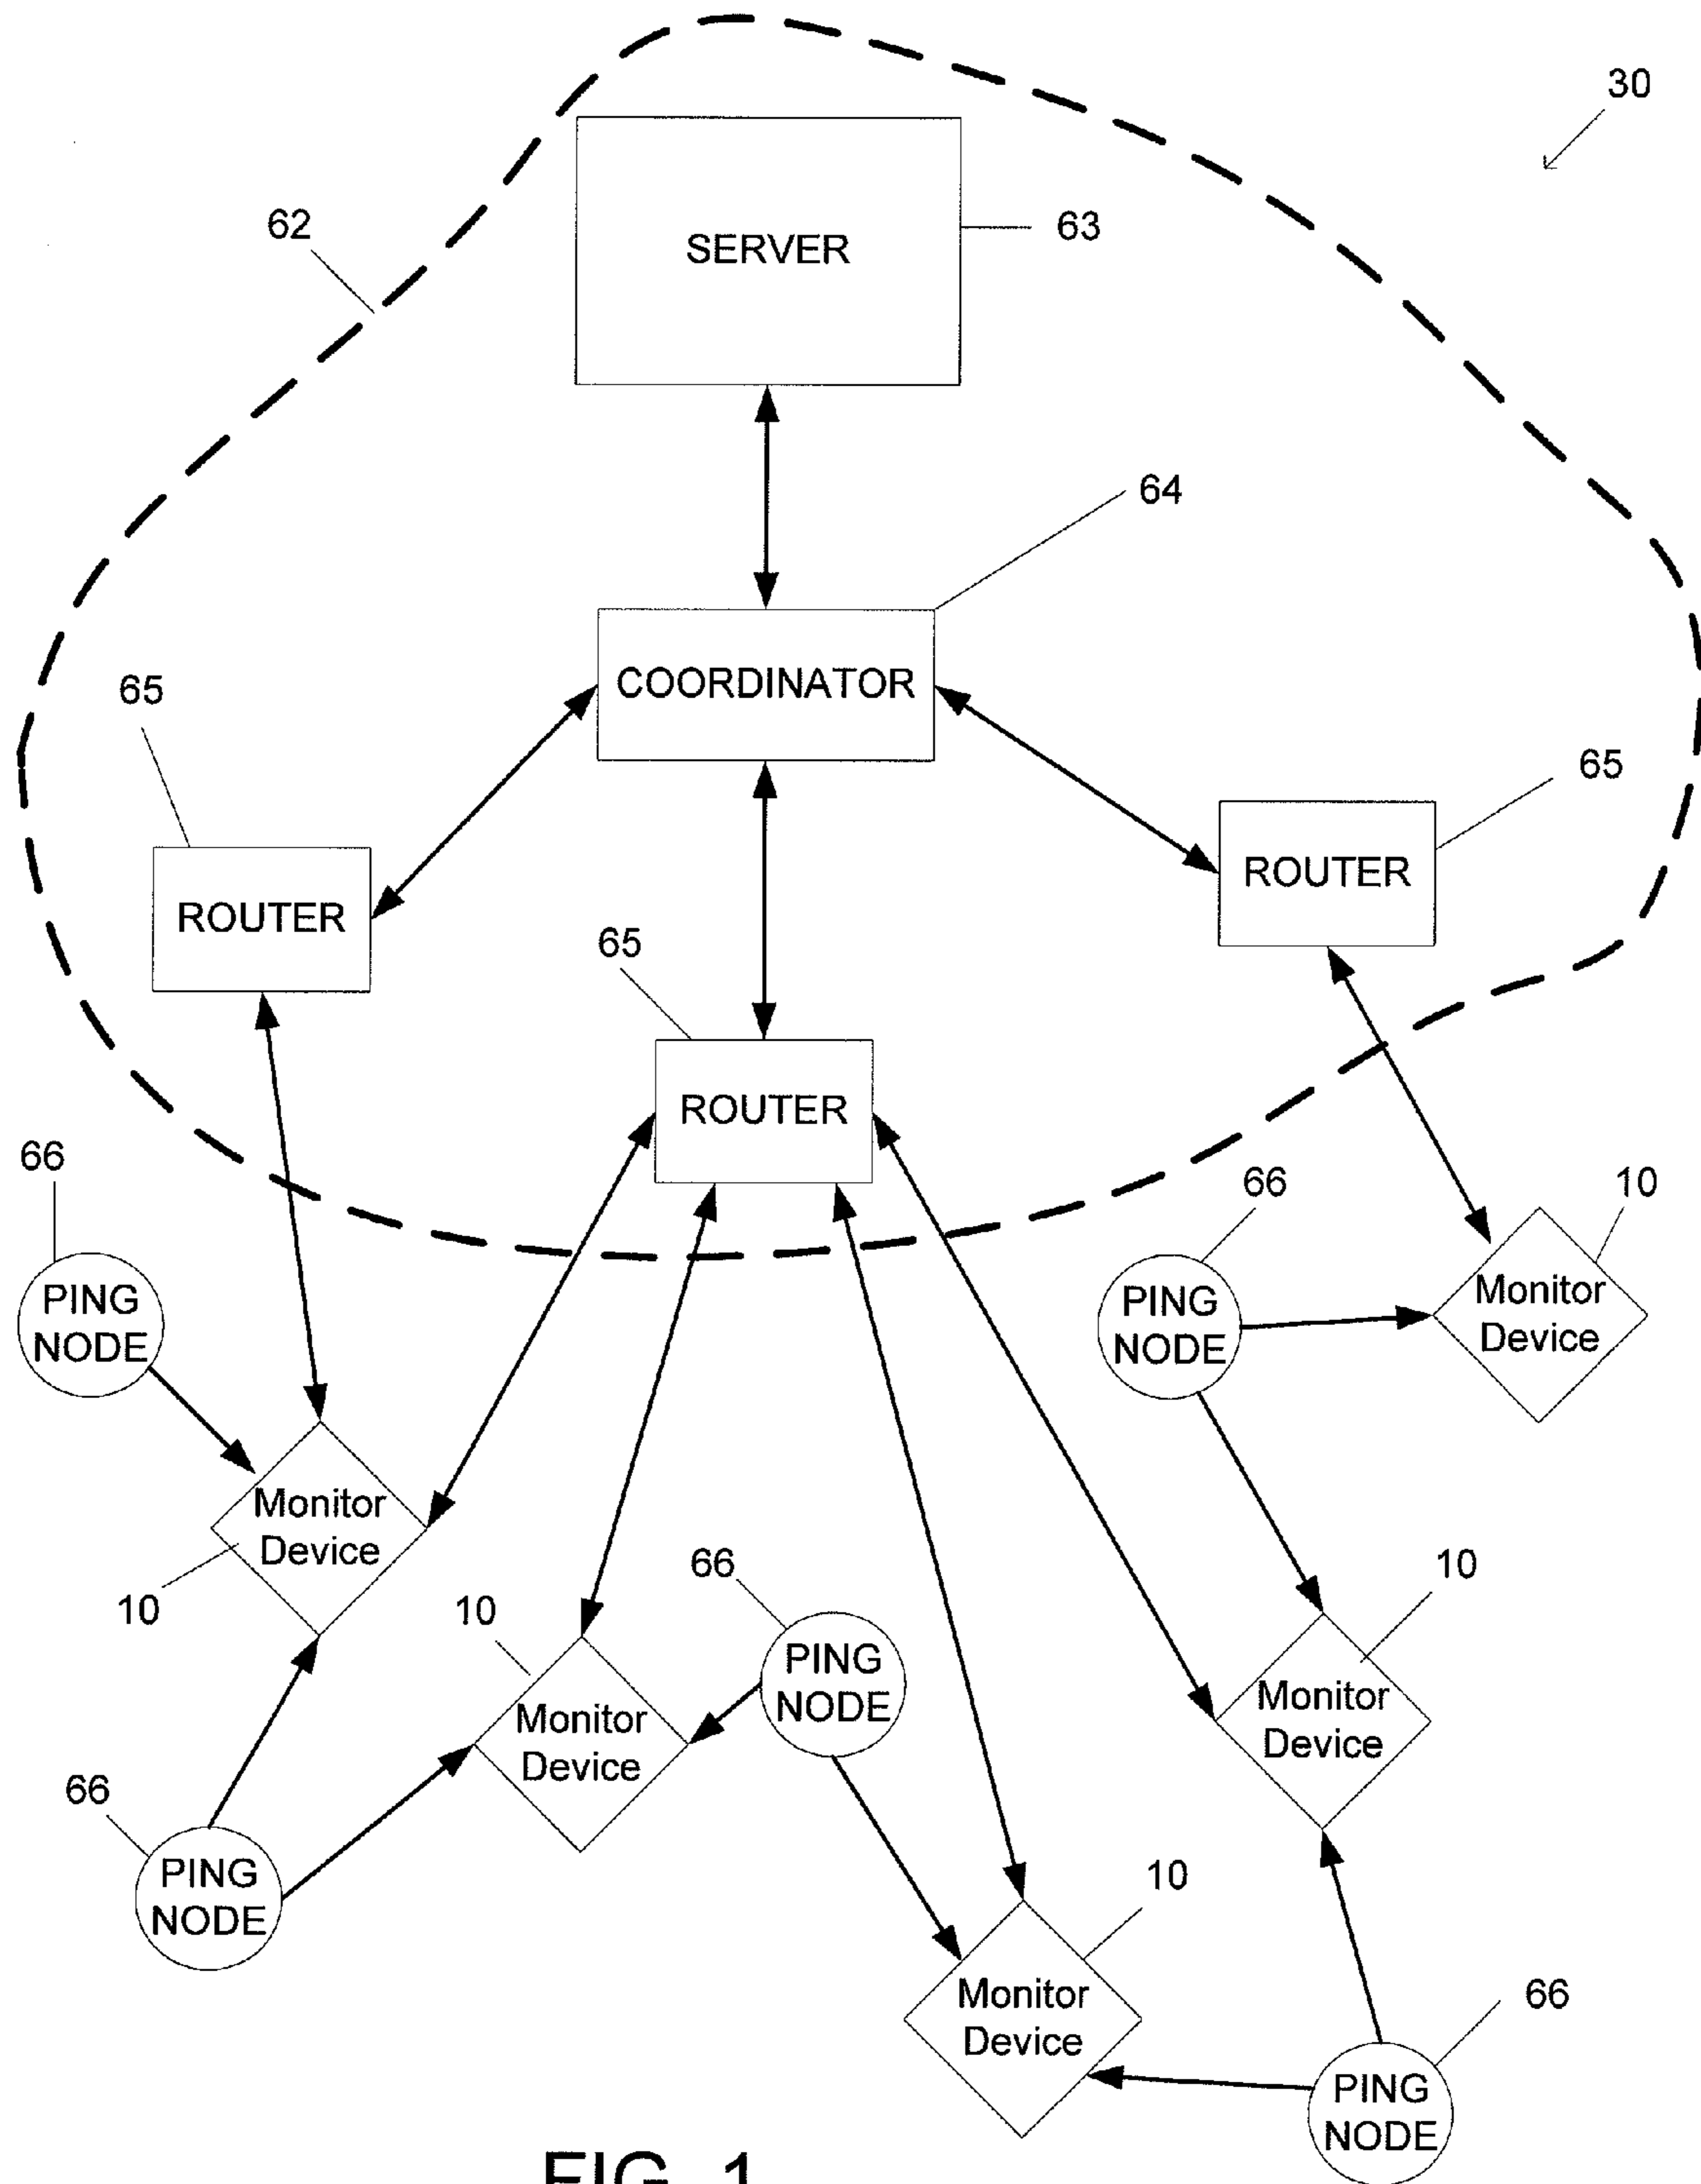 30
62
SERVER
63
64
COORDINATOR
65
65
ROUTER
ROUTER
65
ROUTER
66
66
10
PING
NODE
PING
NODE
Monitor
Device
Monitor
Device
10
10
66
10
PING
NODE
Monitor
Device
Monitor
Device
66
PING
NODE
10
Monitor
Device
66
PING
NODE
FIG. 1